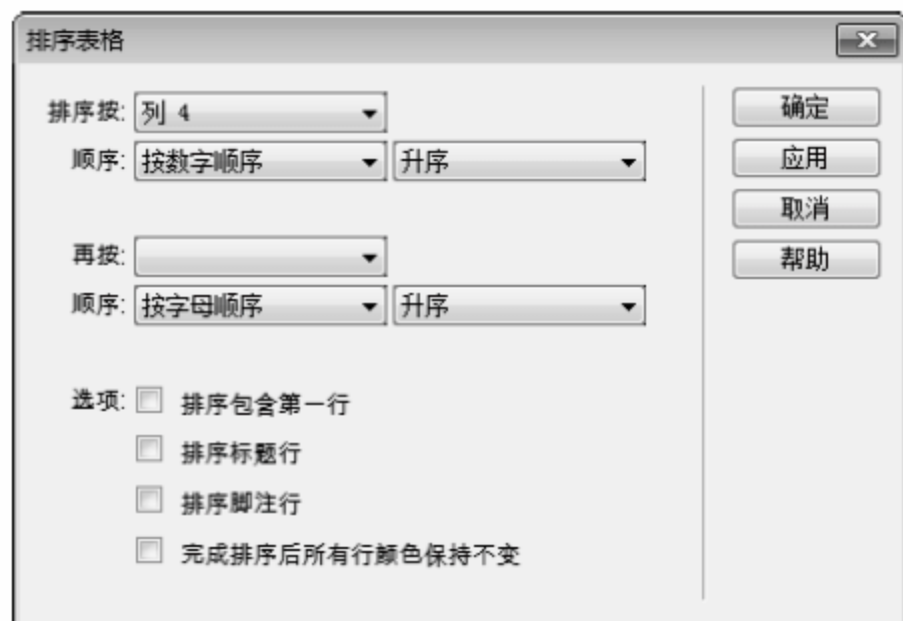 排序表格
排序按: 列 4
顺序: 按数字顺序 升序
再按:
顺序: 按字母顺序 升序
选项: 排序包含第一行
排序标题行
排序脚注行
完成排序后所有行颜色保持不变
确定
应用
取消
帮助